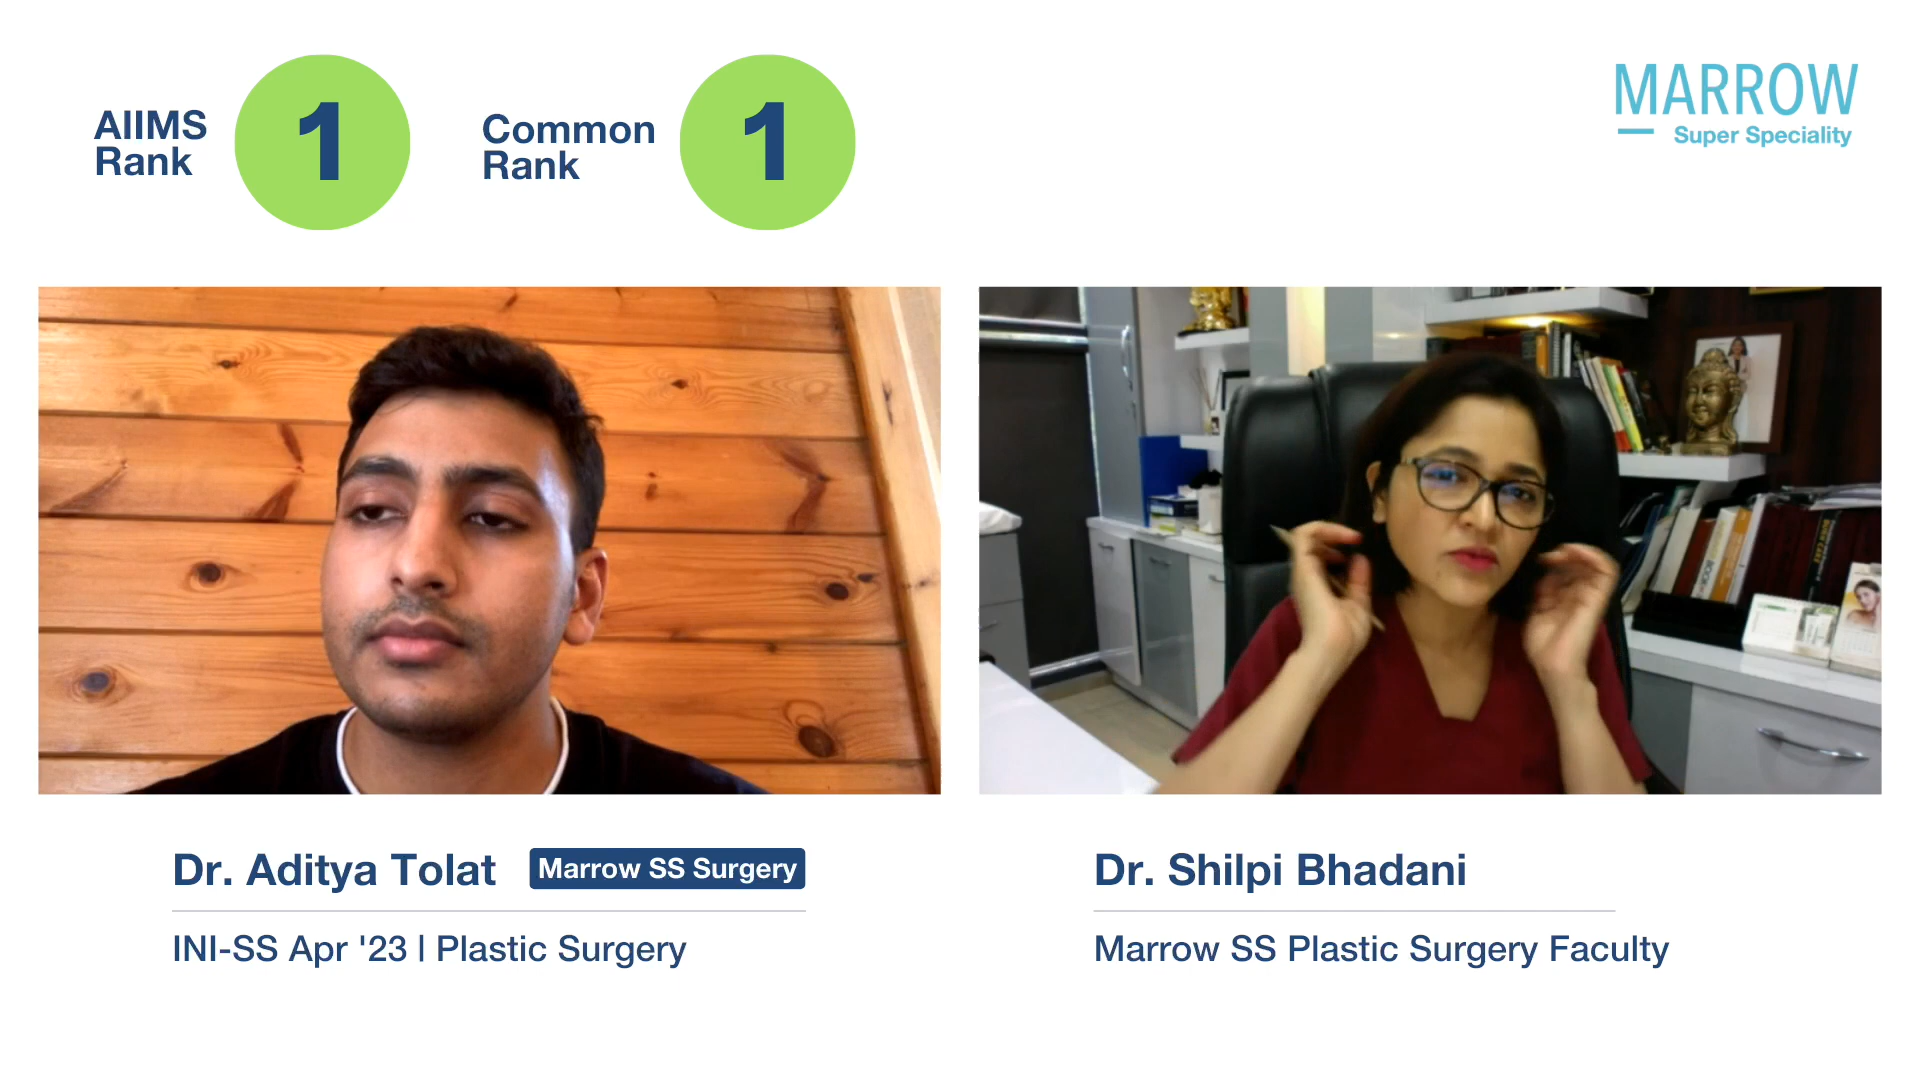 AIIMS
Rank
1
Common
Rank
1
MARROW
Super Speciality
Dr. Aditya Tolat
Marrow SS Surgery
INI-SS Apr '23 | Plastic Surgery
Dr. Shilpi Bhadani
Marrow SS Plastic Surgery Faculty